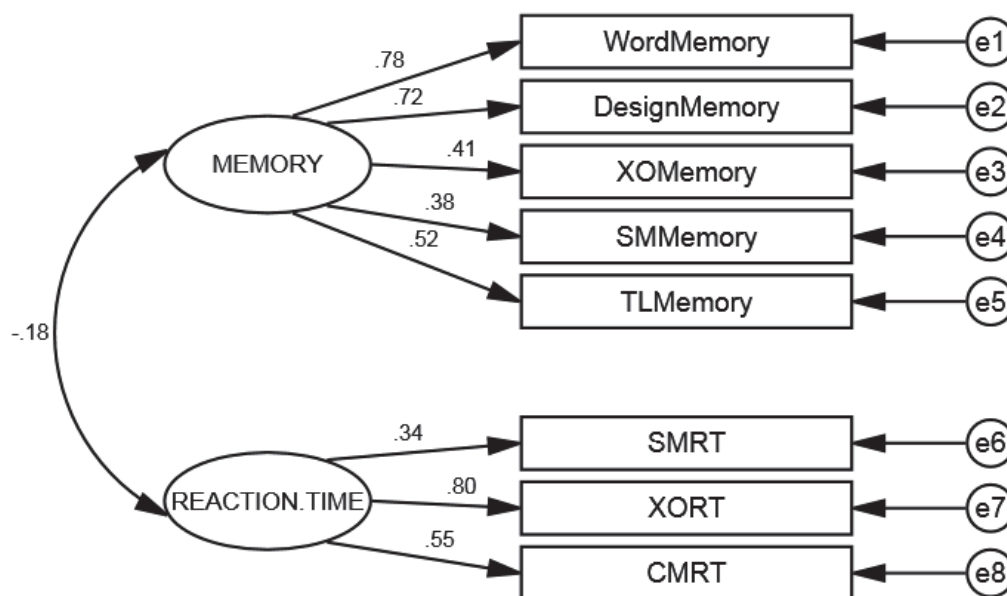 WordMemory
e1
.78
.72
DesignMemory
e2
MEMORY
.41
XOMemory
e3
.38
SMMemory
e4
.52
TLMemory
e5
-.18
.34
SMRT
e6
REACTION.TIME
.80
XORT
e7
.55
CMRT
e8